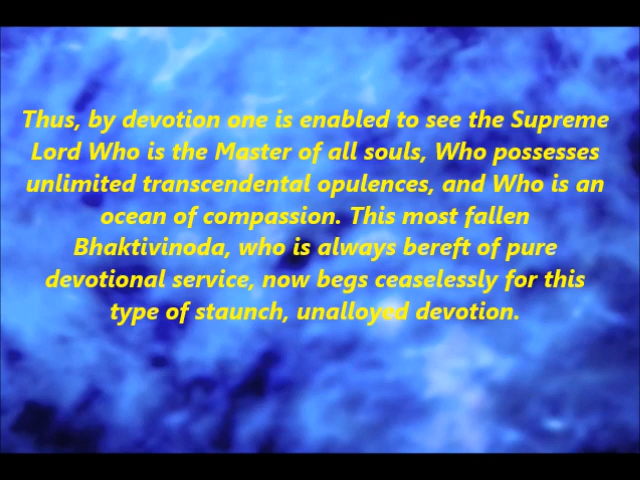 Thus, by devotion one is enabled to see the Supreme
Lord Who is the Master of all souls, Who possesses
unlimited transcendental opulences, and Who is an
ocean of compassion. This most fallen
Bhaktivinoda, who is always bereft of pure
devotional service, now begs ceaselessly for this
type of staunch, unalloyed devotion.